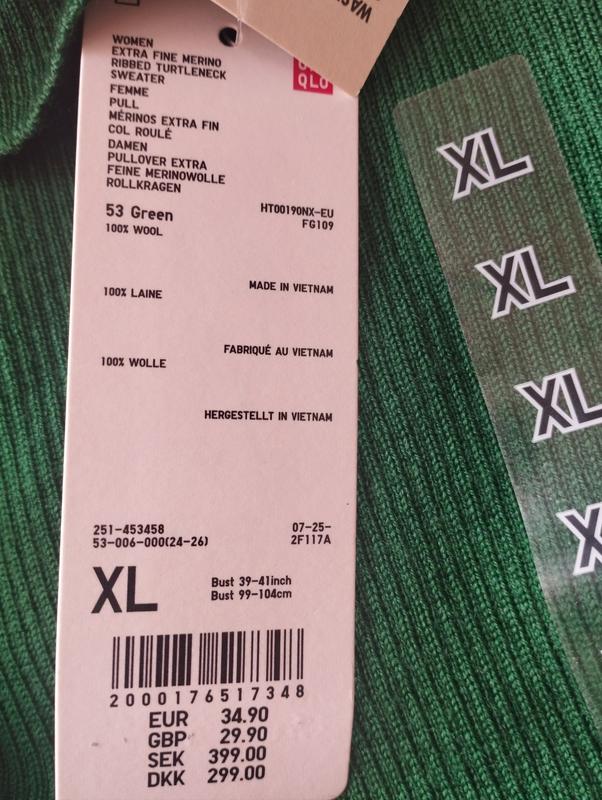 WOMEN
EXTRA FINE MERINO
RIBBED TURTLENECK
SWEATER
FEMME
PULL
MÉRINOS EXTRA FIN
COL ROULÉ
DAMEN
PULLOVER EXTRA
FEINE MERINOWOLLE
ROLLKRAGEN
QLO
53 Green
100% WOOL
HT00190NX-EU
FG109
100% LAINE
MADE IN VIETNAM
100% WOLLE
FABRIQUÉ AU VIETNAM
HERGESTELLT IN VIETNAM
251-453458
53-006-000(24-26)
07-25-
2F117A
XL
Bust 39-41inch
Bust 99-104cm
2000176517348
EUR 34.90
GBP 29.90
SEK 399.00
DKK 299.00
XL
XL
XL
X